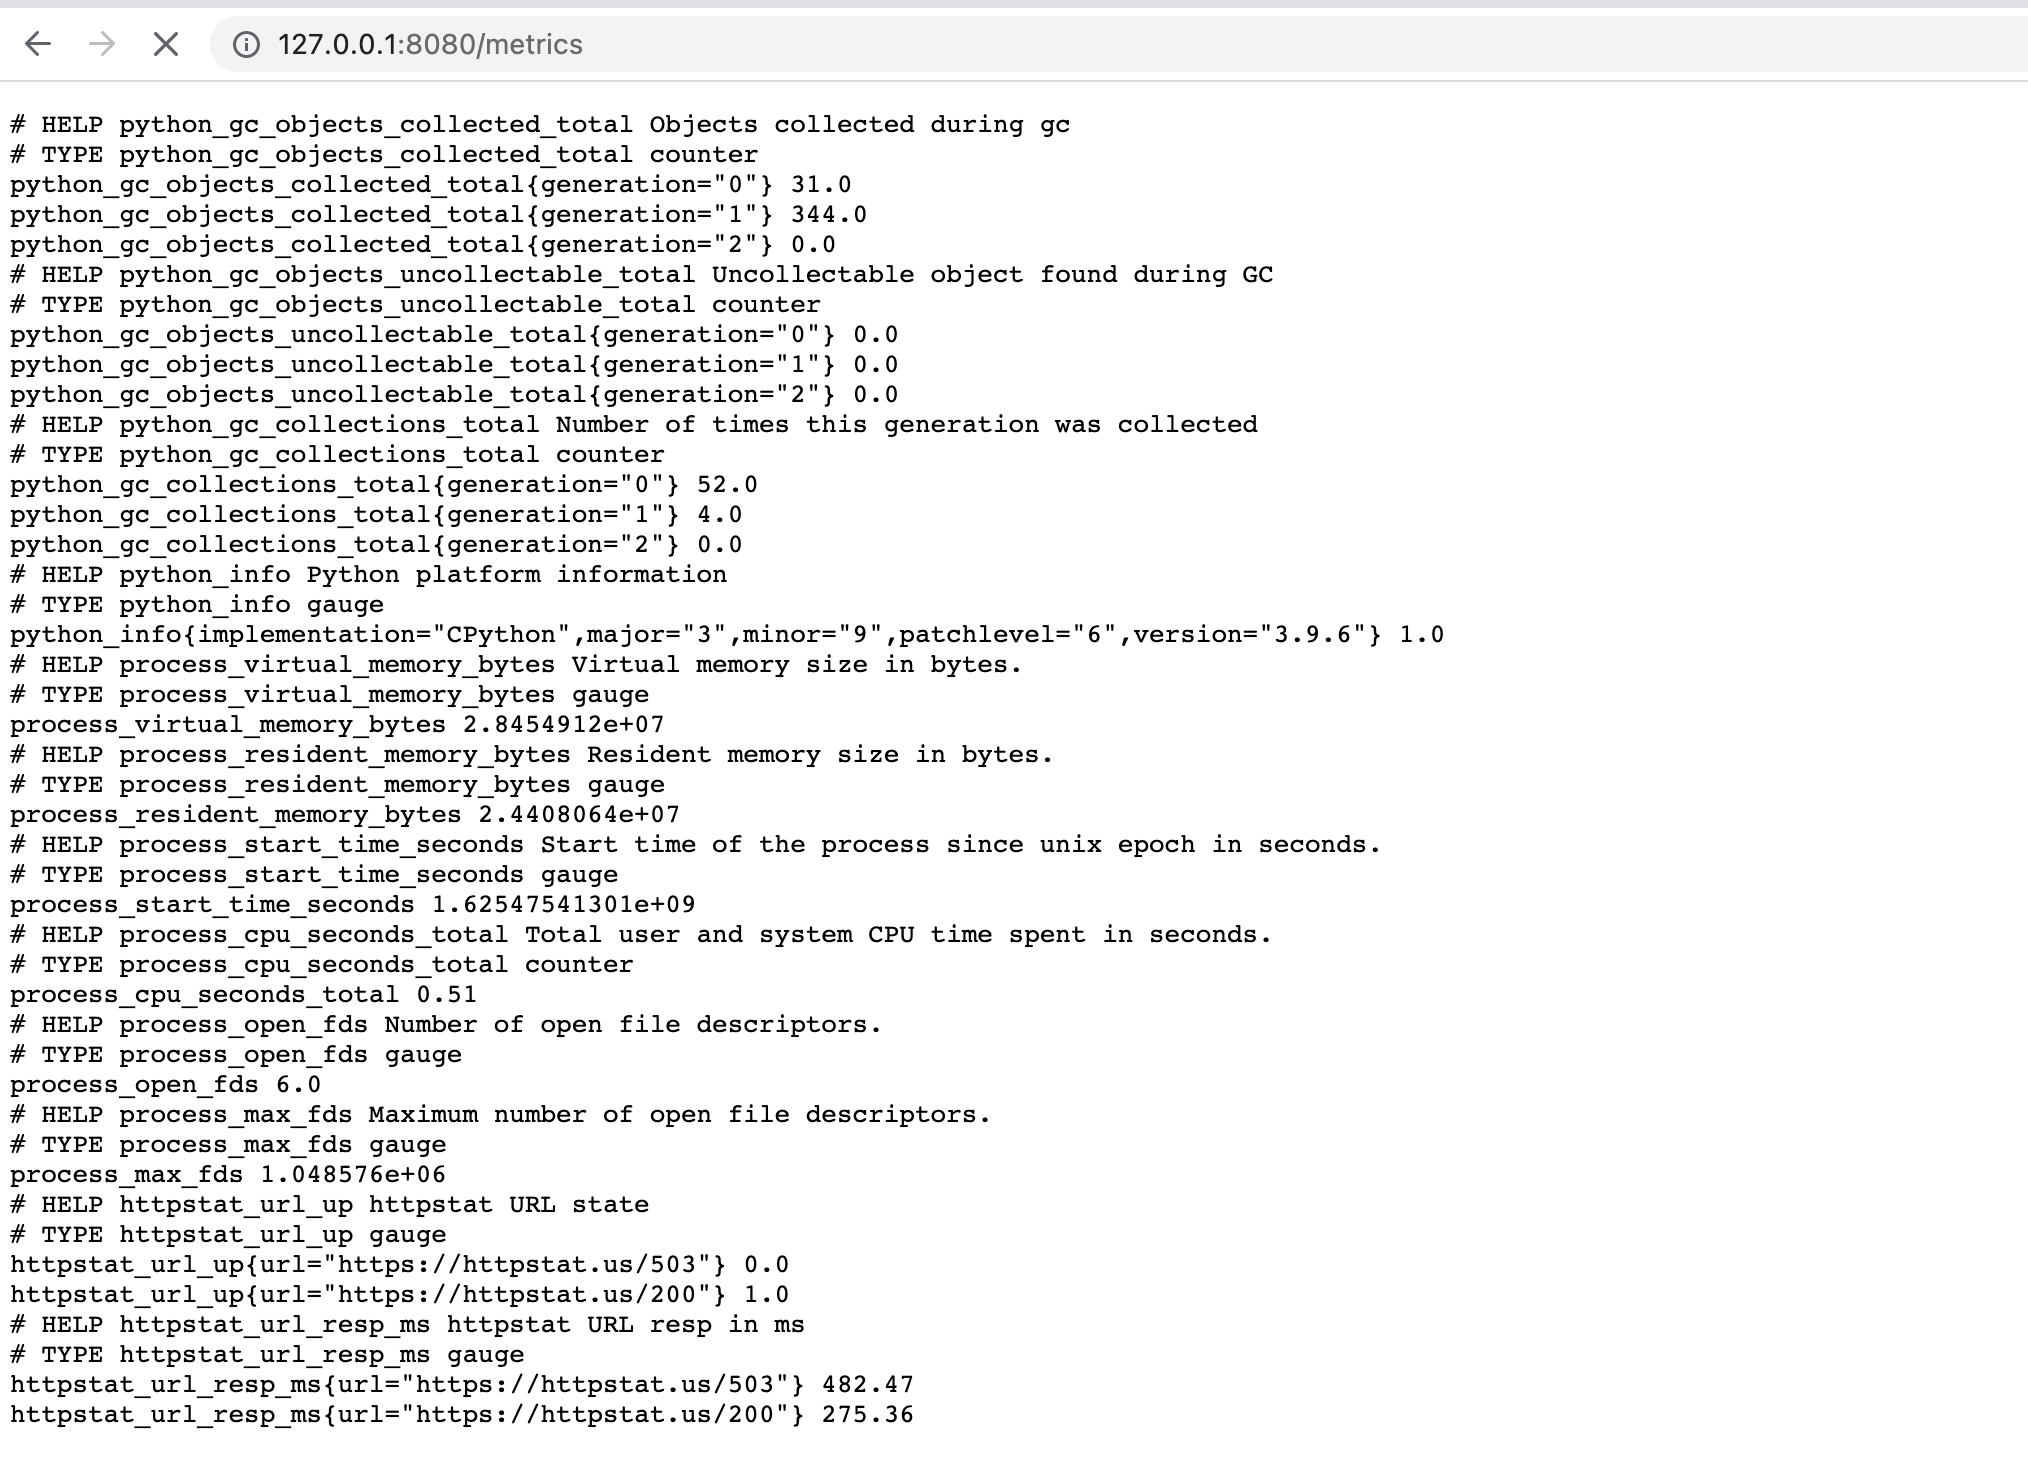 127.0.0.1:8080/metrics
# HELP python_gc_objects_collected_total Objects collected during gc
# TYPE python_gc_objects_collected_total counter
python_gc_objects_collected_total{generation="0"} 31.0
python_gc_objects_collected_total{generation="1"} 344.0
python_gc_objects_collected_total{generation="2"} 0.0
# HELP python_gc_objects_uncollectable_total Uncollectable object found during GC
# TYPE python_gc_objects_uncollectable_total counter
python_gc_objects_uncollectable_total{generation="0"} 0.0
python_gc_objects_uncollectable_total{generation="1"} 0.0
python_gc_objects_uncollectable_total{generation="2"} 0.0
# HELP python_gc_collections_total Number of times this generation was collected
# TYPE python_gc_collections_total counter
python_gc_collections_total{generation="0"} 52.0
python_gc_collections_total{generation="1"} 4.0
python_gc_collections_total{generation="2"} 0.0
# HELP python_info Python platform information
# TYPE python_info gauge
python_info{implementation="CPython",major="3",minor="9",patchlevel="6",version="3.9.6"} 1.0
# HELP process_virtual_memory_bytes Virtual memory size in bytes.
# TYPE process_virtual_memory_bytes gauge
process_virtual_memory_bytes 2.8454912e+07
# HELP process_resident_memory_bytes Resident memory size in bytes.
# TYPE process_resident_memory_bytes gauge
process_resident_memory_bytes 2.4408064e+07
# HELP process_start_time_seconds Start time of the process since unix epoch in seconds.
# TYPE process_start_time_seconds gauge
process_start_time_seconds 1.62547541301e+09
# HELP process_cpu_seconds_total Total user and system CPU time spent in seconds.
# TYPE process_cpu_seconds_total counter
process_cpu_seconds_total 0.51
# HELP process_open_fds Number of open file descriptors.
# TYPE process_open_fds gauge
process_open_fds 6.0
# HELP process_max_fds Maximum number of open file descriptors.
# TYPE process_max_fds gauge
process_max_fds 1.048576e+06
# HELP httpstat_url_up httpstat URL state
# TYPE httpstat_url_up gauge
httpstat_url_up{url="https://httpstat.us/503"} 0.0
httpstat_url_up{url="https://httpstat.us/200"} 1.0
# HELP httpstat_url_resp_ms httpstat URL resp in ms
# TYPE httpstat_url_resp_ms gauge
httpstat_url_resp_ms{url="https://httpstat.us/503"} 482.47
httpstat_url_resp_ms{url="https://httpstat.us/200"} 275.36